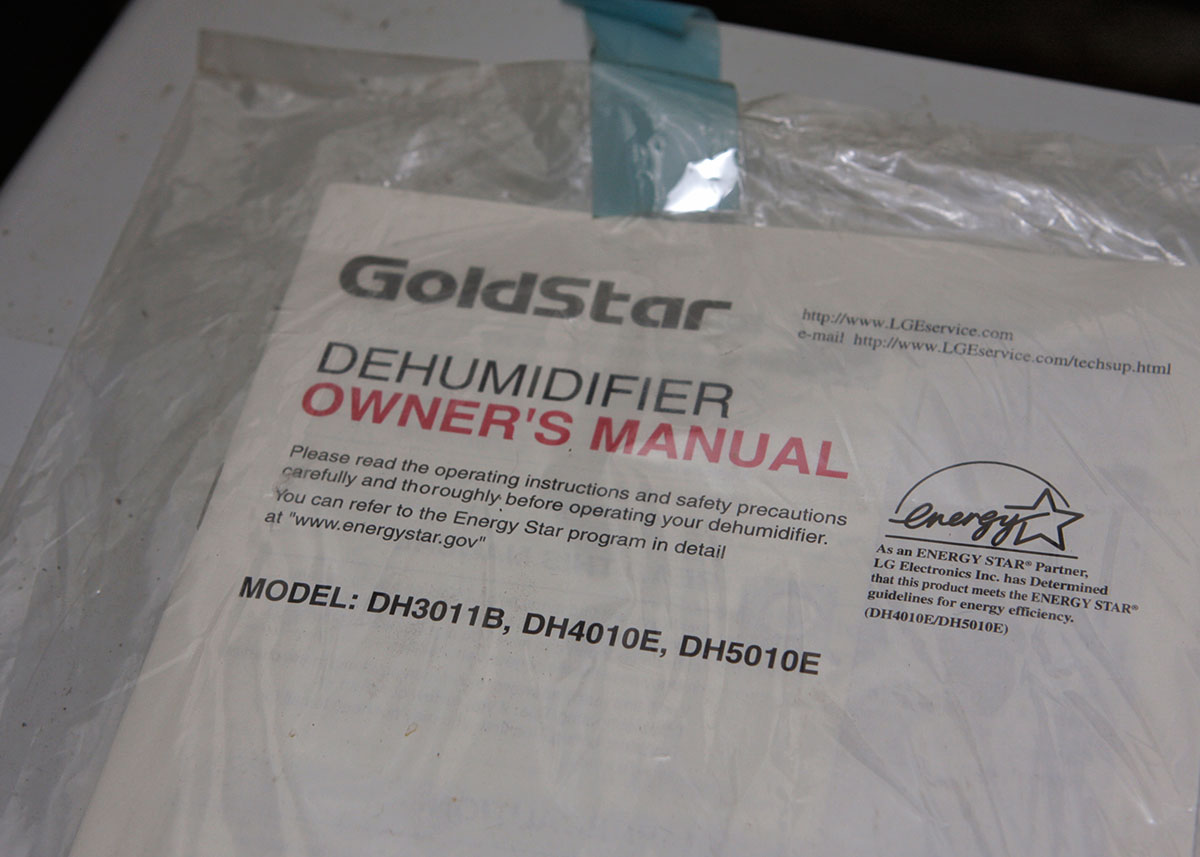 GoldStar
http://www.LGEservice.com
e-mail http://www.LGEservice.com/techsup.html
DEHUMIDIFIER
OWNER'S MANUAL
Please read the operating instructions and safety precautions
carefully and thoroughly before operating your dehumidifier.
You can refer to the Energy Star program in detail
at "www.energystar.gov"
MODEL: DH3011B, DH4010E, DH5010E
energy
As an ENERGY STAR® Partner,
LG Electronics Inc. has Determined
that this product meets the ENERGY STAR®
guidelines for energy efficiency.
(DH4010E/DH5010E)